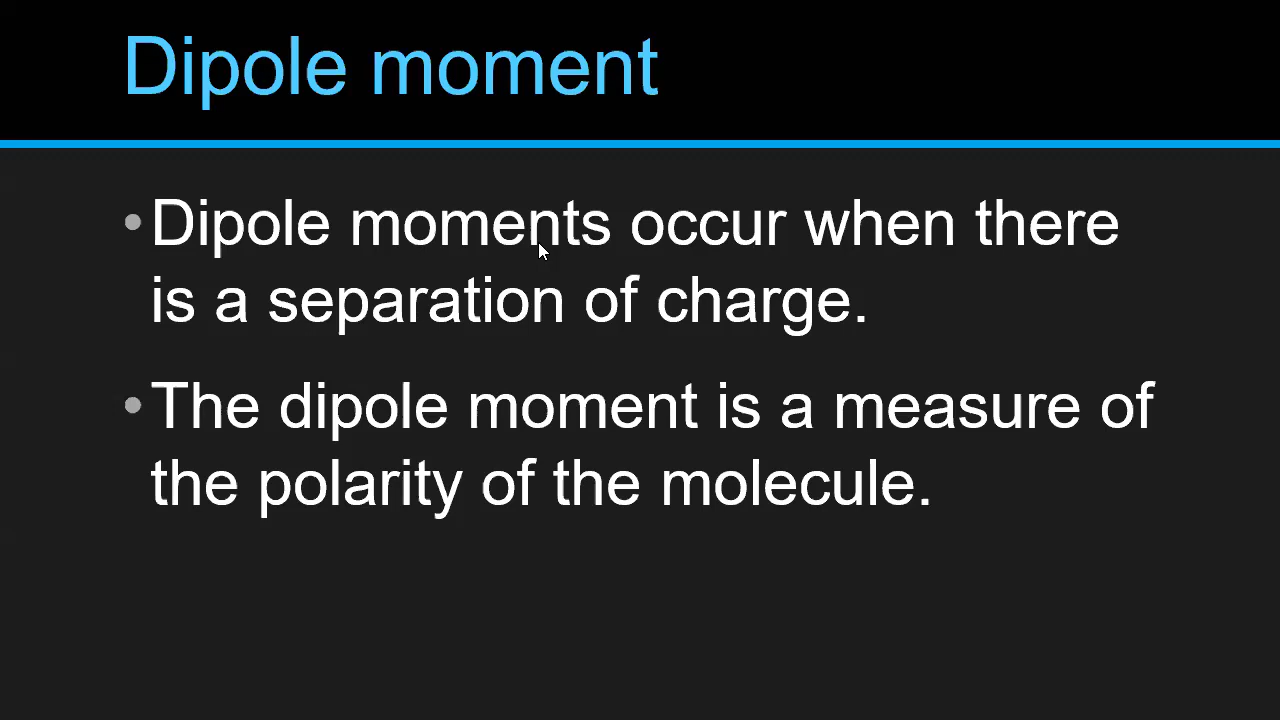 Dipole moment
•Dipole moments occur when there
is a separation of charge.
•The dipole moment is a measure of
the polarity of the molecule.